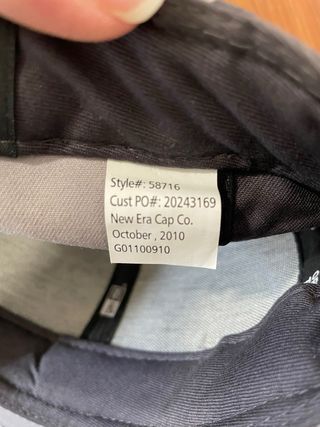 Style#: 58716
Cust PO#: 20243169
New Era Cap Co.
October , 2010
G01100910